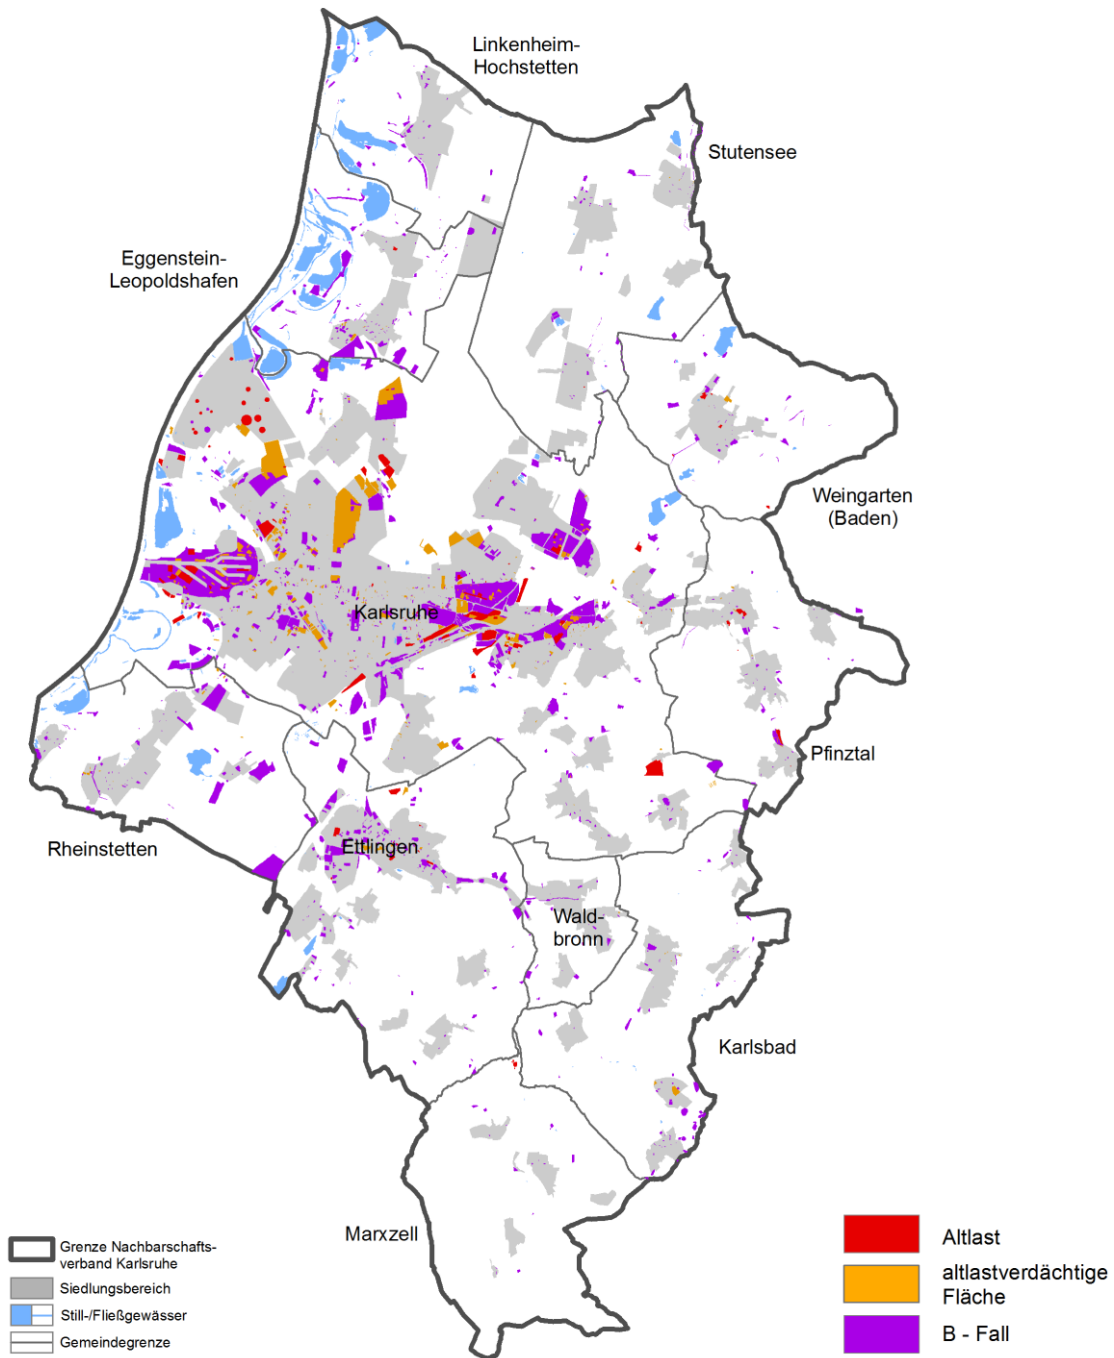 Linkenheim-
Hochstetten
Stutensee
Eggenstein-
Leopoldshafen
Weingarten
(Baden)
Karlsruhe
Pfinztal
Rheinstetten
Ettlingen
Wald-
bronn
Karlsbad
Marxzell
Grenze Nachbarschafts-
verband Karlsruhe
Siedlungsbereich
Still-/Fließgewässer
Gemeindegrenze
Altlast
altlastverdächtige
Fläche
B - Fall